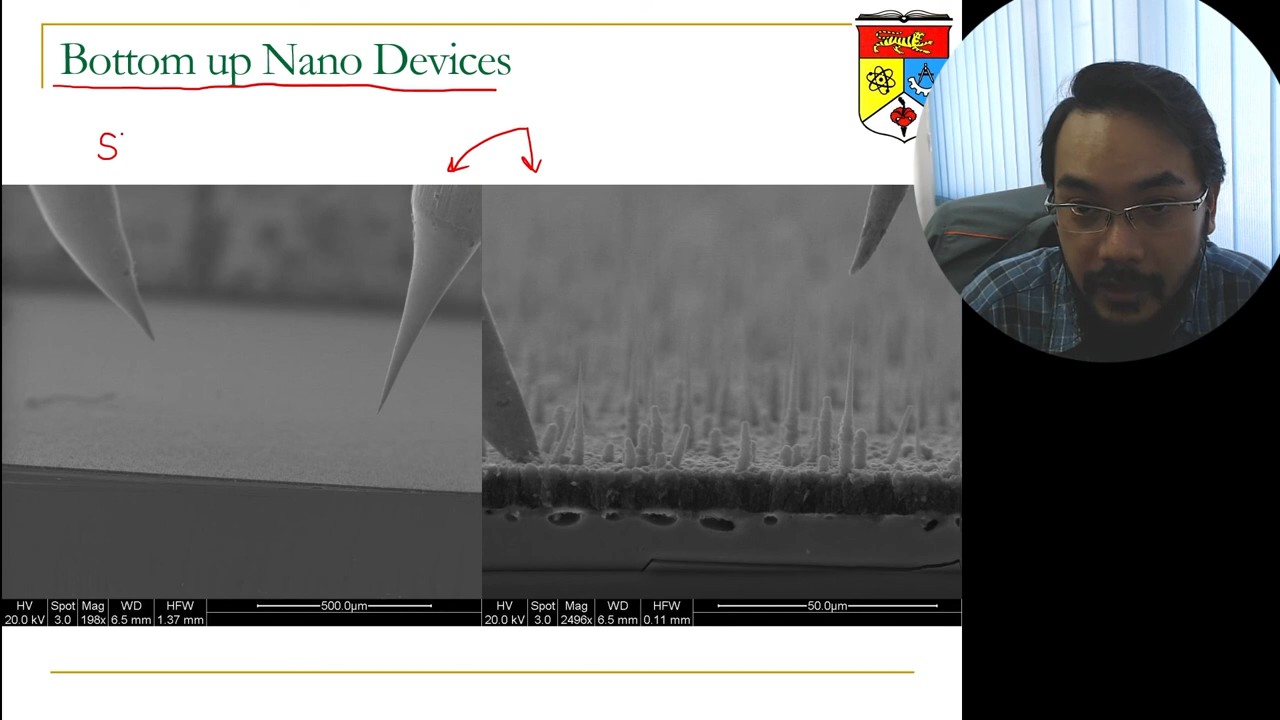 Bottom up Nano Devices
S
HV Spot Mag WD HFW 500.0µm
20.0 kV 3.0 198x 6.5 mm 1.37 mm
HV Spot Mag WD HFW 50.0µm
20.0 kV 3.0 2496x 6.5 mm 0.11 mm